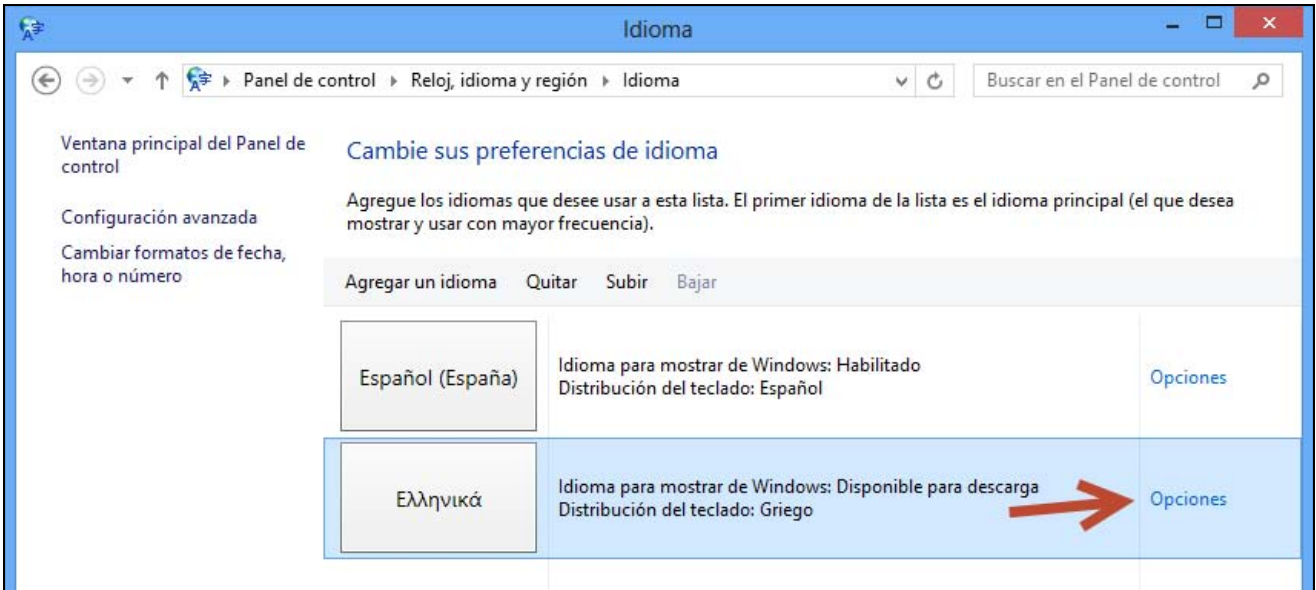 Idioma
Panel de control Reloj, idioma y región Idioma
Buscar en el Panel de control
Ventana principal del Panel de
control
Configuración avanzada
Cambiar formatos de fecha,
hora o número
Cambie sus preferencias de idioma
Agregue los idiomas que desee usar a esta lista. El primer idioma de la lista es el idioma principal (el que desea
mostrar y usar con mayor frecuencia).
Agregar un idioma Quitar Subir Bajar
Español (España)
Idioma para mostrar de Windows: Habilitado
Distribución del teclado: Español
Opciones
Ελληνικά
Idioma para mostrar de Windows: Disponible para descarga
Distribución del teclado: Griego
Opciones